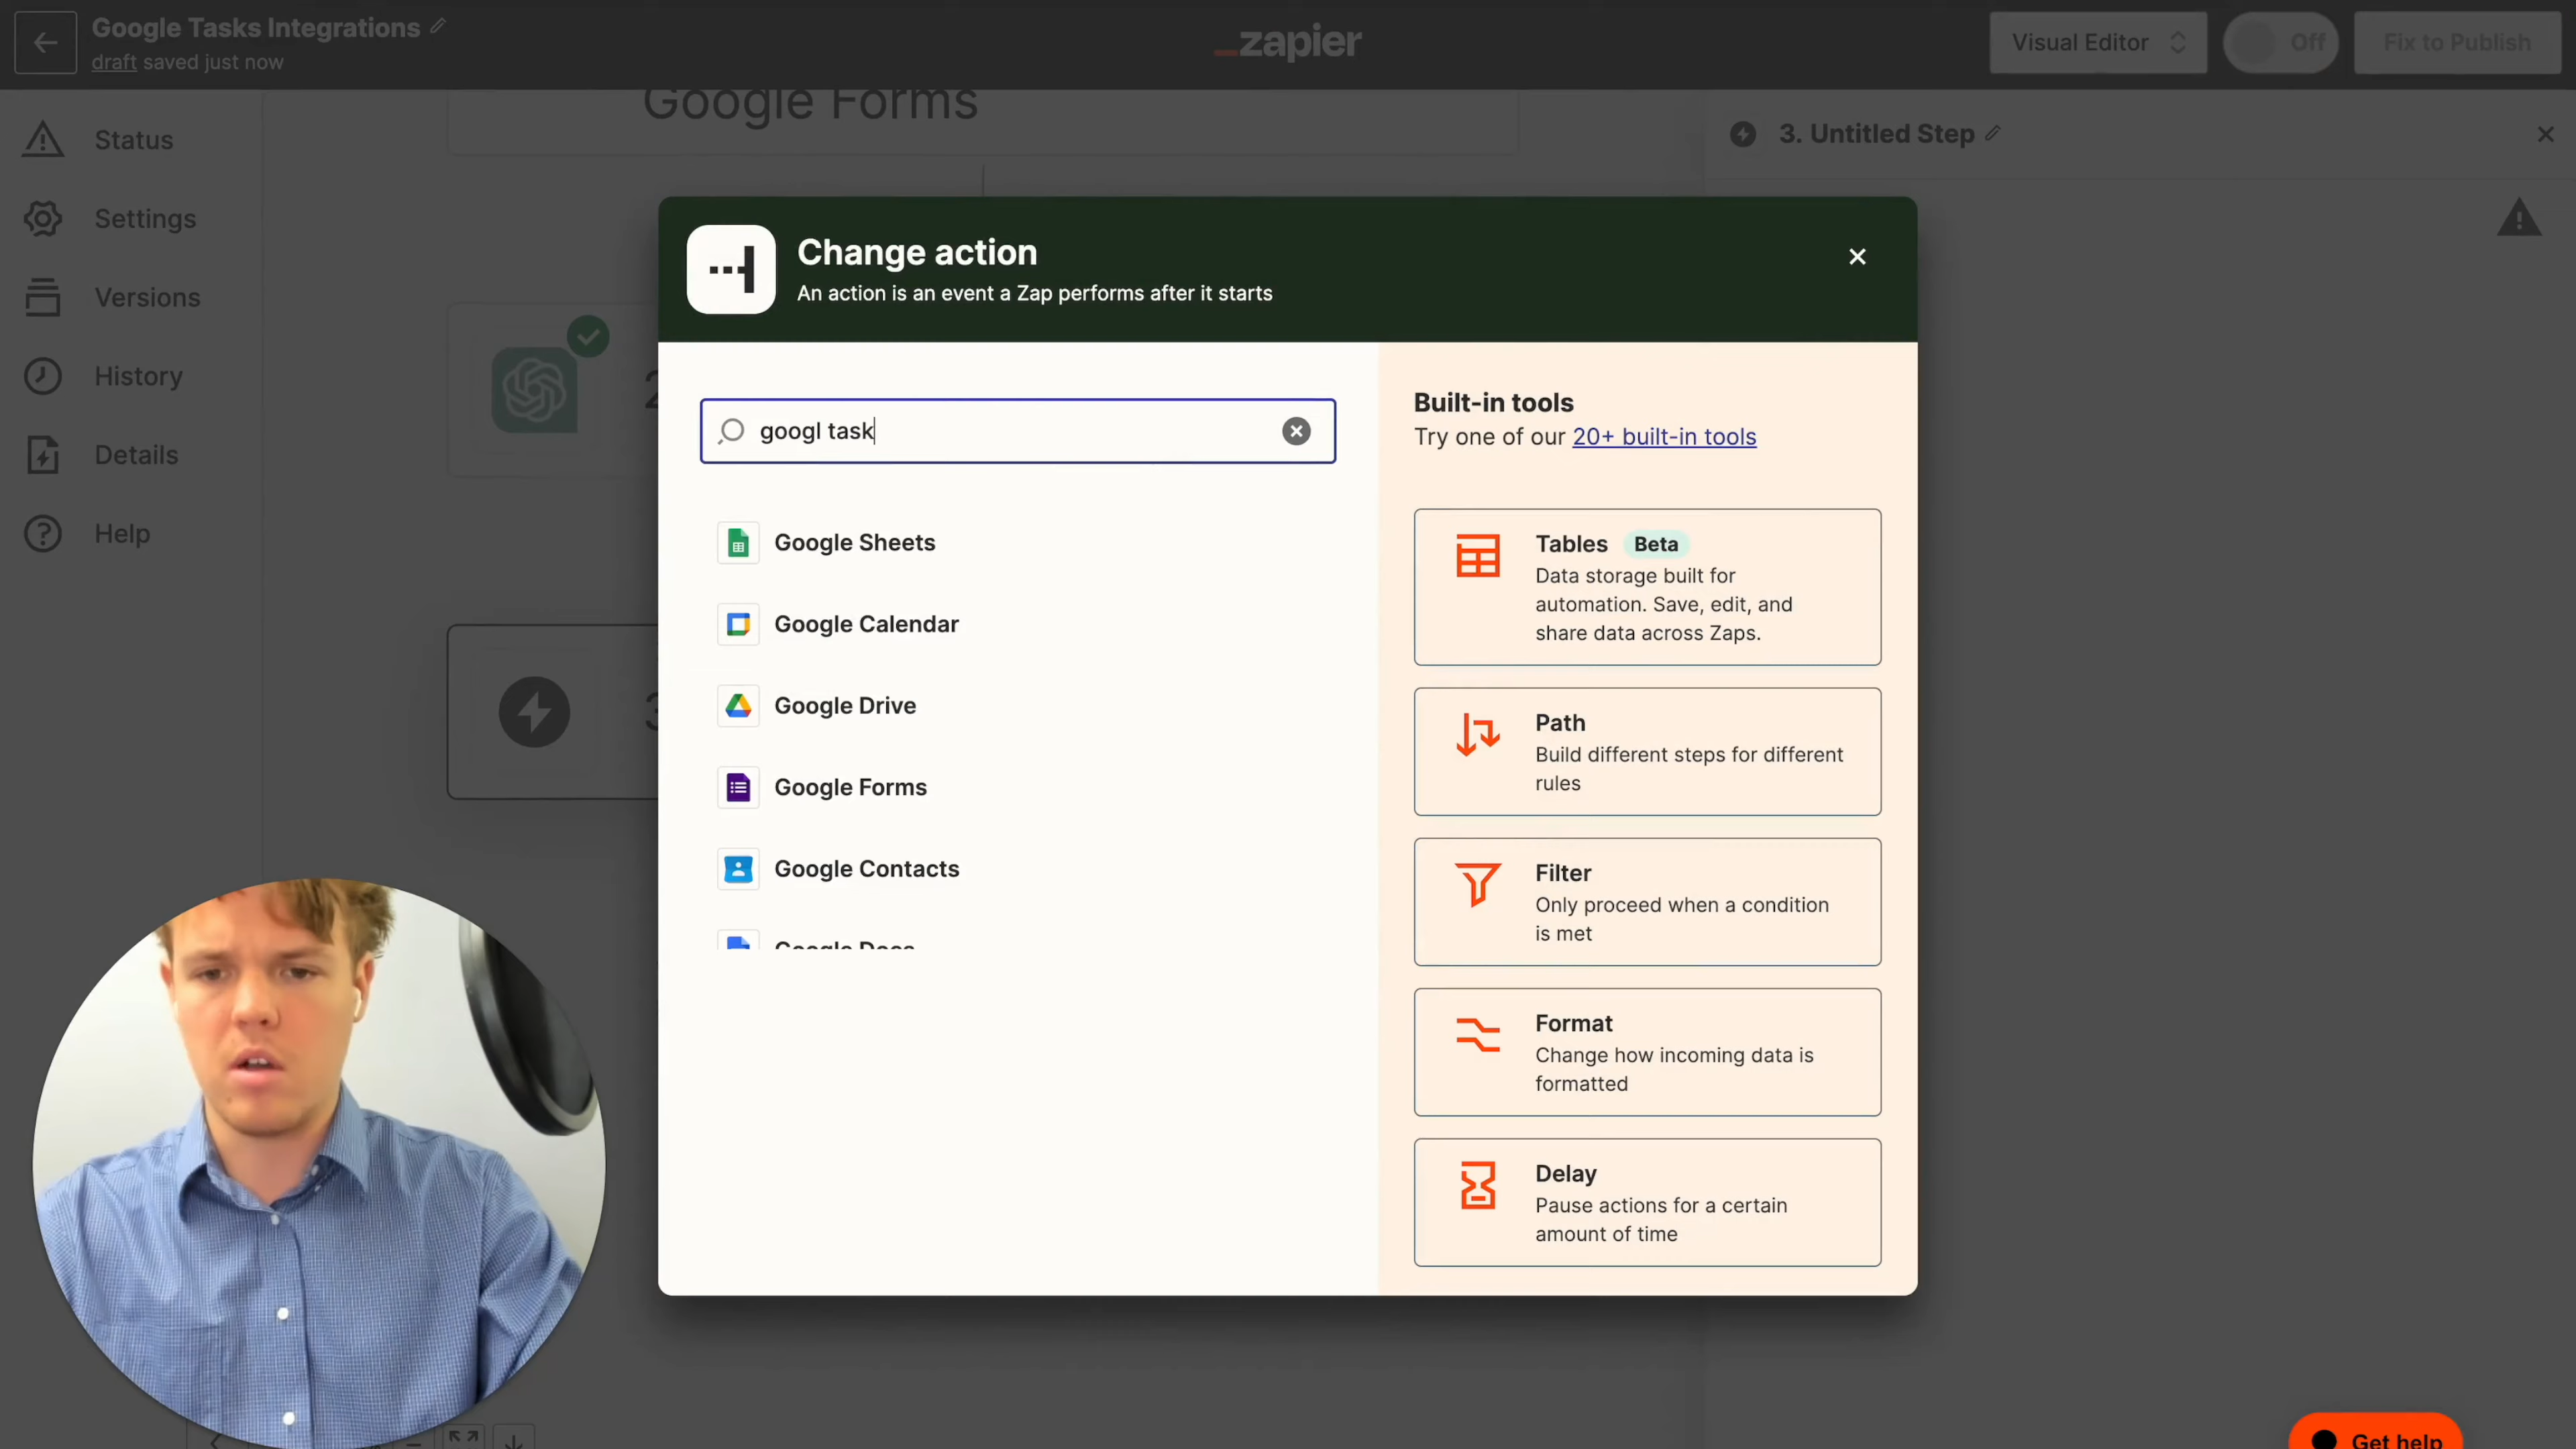 Google Tasks Integrations
draft saved just now
zapier
Visual Editor
Off
Fix to Publish
Google Forms
Status
Settings
Versions
History
Details
Help
3. Untitled Step
Change action
An action is an event a Zap performs after it starts
googl task
Google Sheets
Google Calendar
Google Drive
Google Forms
Google Contacts
Google Docs
Built-in tools
Try one of our 20+ built-in tools
Tables Beta
Data storage built for
automation. Save, edit, and
share data across Zaps.
Path
Build different steps for different
rules
Filter
Only proceed when a condition
is met
Format
Change how incoming data is
formatted
Delay
Pause actions for a certain
amount of time
Get help